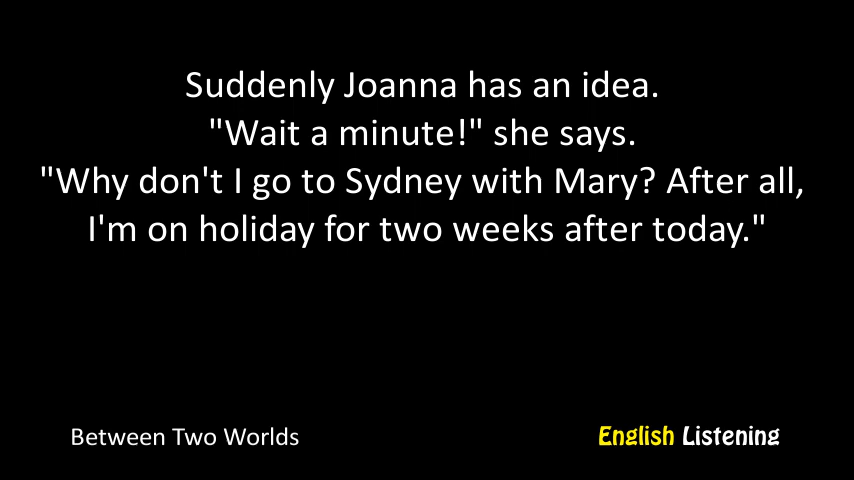 Suddenly Joanna has an idea.
"Wait a minute!" she says.
"Why don't I go to Sydney with Mary? After all,
I'm on holiday for two weeks after today."
Between Two Worlds
English Listening